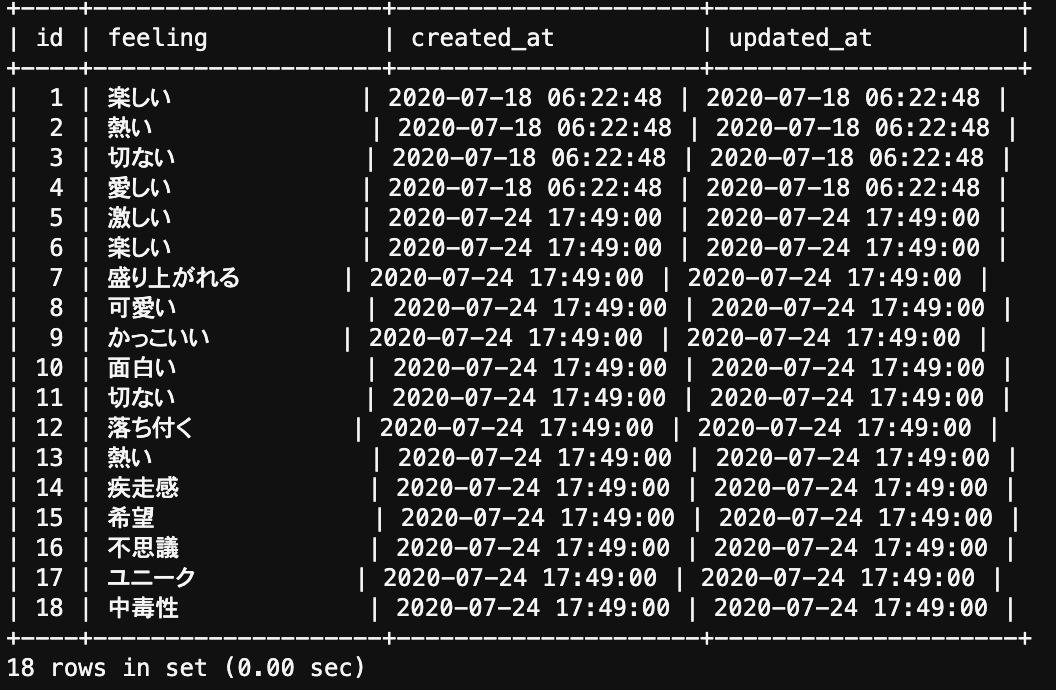 +----+---------------------+---------------------+---------------------+
| id | feeling | created_at | updated_at |
+----+---------------------+---------------------+---------------------+
| 1 | 楽しい | 2020-07-18 06:22:48 | 2020-07-18 06:22:48 |
| 2 | 熱い | 2020-07-18 06:22:48 | 2020-07-18 06:22:48 |
| 3 | 切ない | 2020-07-18 06:22:48 | 2020-07-18 06:22:48 |
| 4 | 愛しい | 2020-07-18 06:22:48 | 2020-07-18 06:22:48 |
| 5 | 激しい | 2020-07-24 17:49:00 | 2020-07-24 17:49:00 |
| 6 | 楽しい | 2020-07-24 17:49:00 | 2020-07-24 17:49:00 |
| 7 | 盛り上がれる | 2020-07-24 17:49:00 | 2020-07-24 17:49:00 |
| 8 | 可愛い | 2020-07-24 17:49:00 | 2020-07-24 17:49:00 |
| 9 | かっこいい | 2020-07-24 17:49:00 | 2020-07-24 17:49:00 |
| 10 | 面白い | 2020-07-24 17:49:00 | 2020-07-24 17:49:00 |
| 11 | 切ない | 2020-07-24 17:49:00 | 2020-07-24 17:49:00 |
| 12 | 落ち付く | 2020-07-24 17:49:00 | 2020-07-24 17:49:00 |
| 13 | 熱い | 2020-07-24 17:49:00 | 2020-07-24 17:49:00 |
| 14 | 疾走感 | 2020-07-24 17:49:00 | 2020-07-24 17:49:00 |
| 15 | 希望 | 2020-07-24 17:49:00 | 2020-07-24 17:49:00 |
| 16 | 不思議 | 2020-07-24 17:49:00 | 2020-07-24 17:49:00 |
| 17 | ユニーク | 2020-07-24 17:49:00 | 2020-07-24 17:49:00 |
| 18 | 中毒性 | 2020-07-24 17:49:00 | 2020-07-24 17:49:00 |
+----+---------------------+---------------------+---------------------+
18 rows in set (0.00 sec)